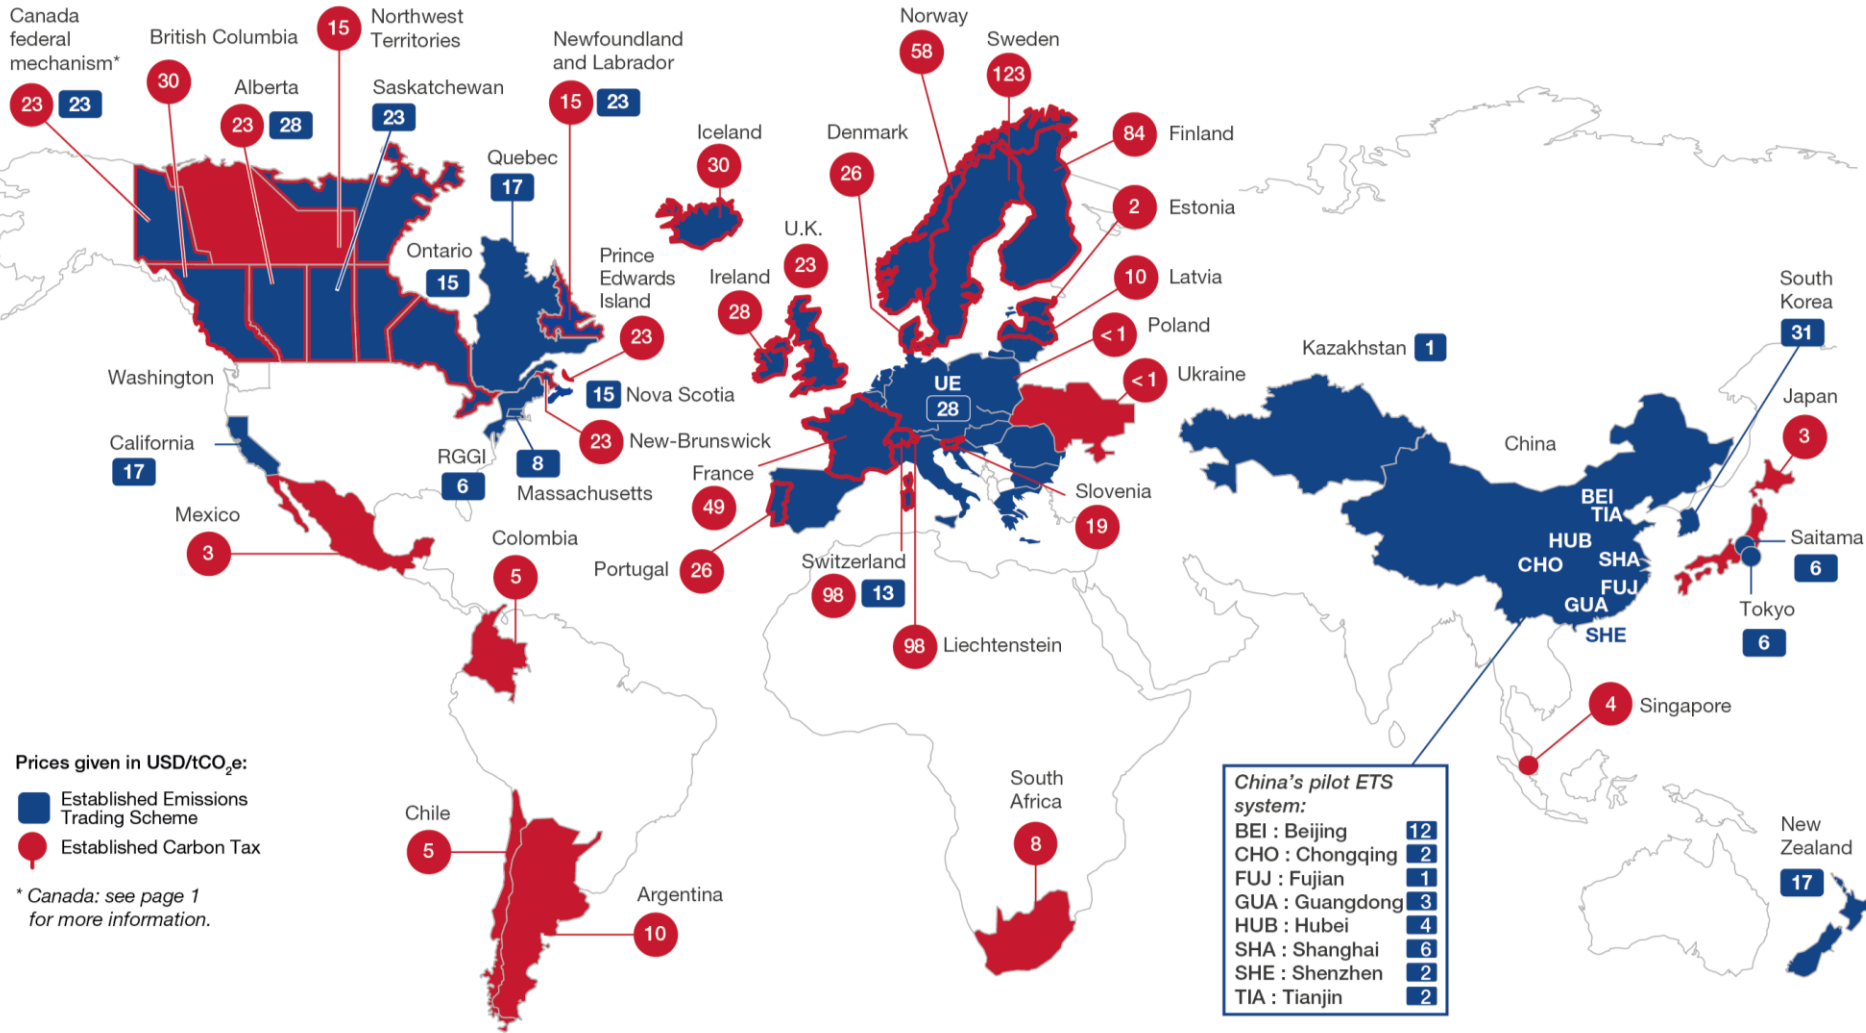 Canada
federal
mechanism*
23 23
British Columbia
30
Alberta
23 28
15
Northwest
Territories
Saskatchewan
23
Newfoundland
and Labrador
15 23
Quebec
17
Ontario
15
Prince
Edwards
Island
23
Washington
15 Nova Scotia
California
17
RGGI
6
8
Massachusetts
23 New-Brunswick
Mexico
3
Colombia
5
Chile
5
Argentina
10
Norway
58
Sweden
123
Iceland
30
Denmark
26
84 Finland
2 Estonia
U.K.
23
Ireland
28
10 Latvia
< 1 Poland
< 1 Ukraine
UE
28
France
49
Portugal 26
Switzerland
98 13
98 Liechtenstein
Slovenia
19
South
Africa
8
Kazakhstan 1
South
Korea
31
China
Japan
3
BEI
TIA
HUB
CHO
SHA
FUJ
GUA
SHE
Saitama
6
Tokyo
6
4 Singapore
New
Zealand
17
Prices given in USD/tCO₂e:
Established Emissions
Trading Scheme
Established Carbon Tax
* Canada: see page 1
for more information.
China's pilot ETS
system:
BEI : Beijing 12
CHO : Chongqing 2
FUJ : Fujian 1
GUA : Guangdong 3
HUB : Hubei 4
SHA : Shanghai 6
SHE : Shenzhen 2
TIA : Tianjin 2